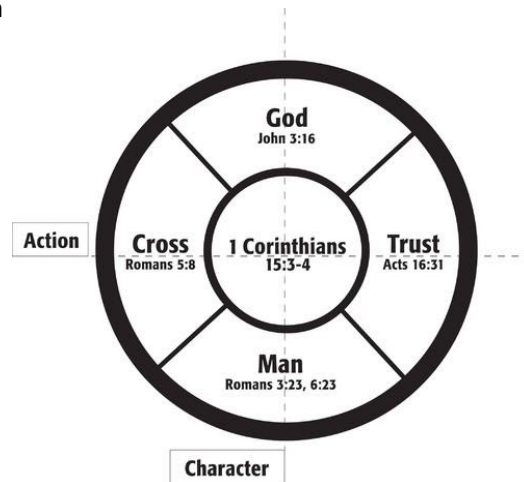 God
John 3:16
Action
Cross
Romans 5:8
1 Corinthians
15:3-4
Trust
Acts 16:31
Man
Romans 3:23, 6:23
Character